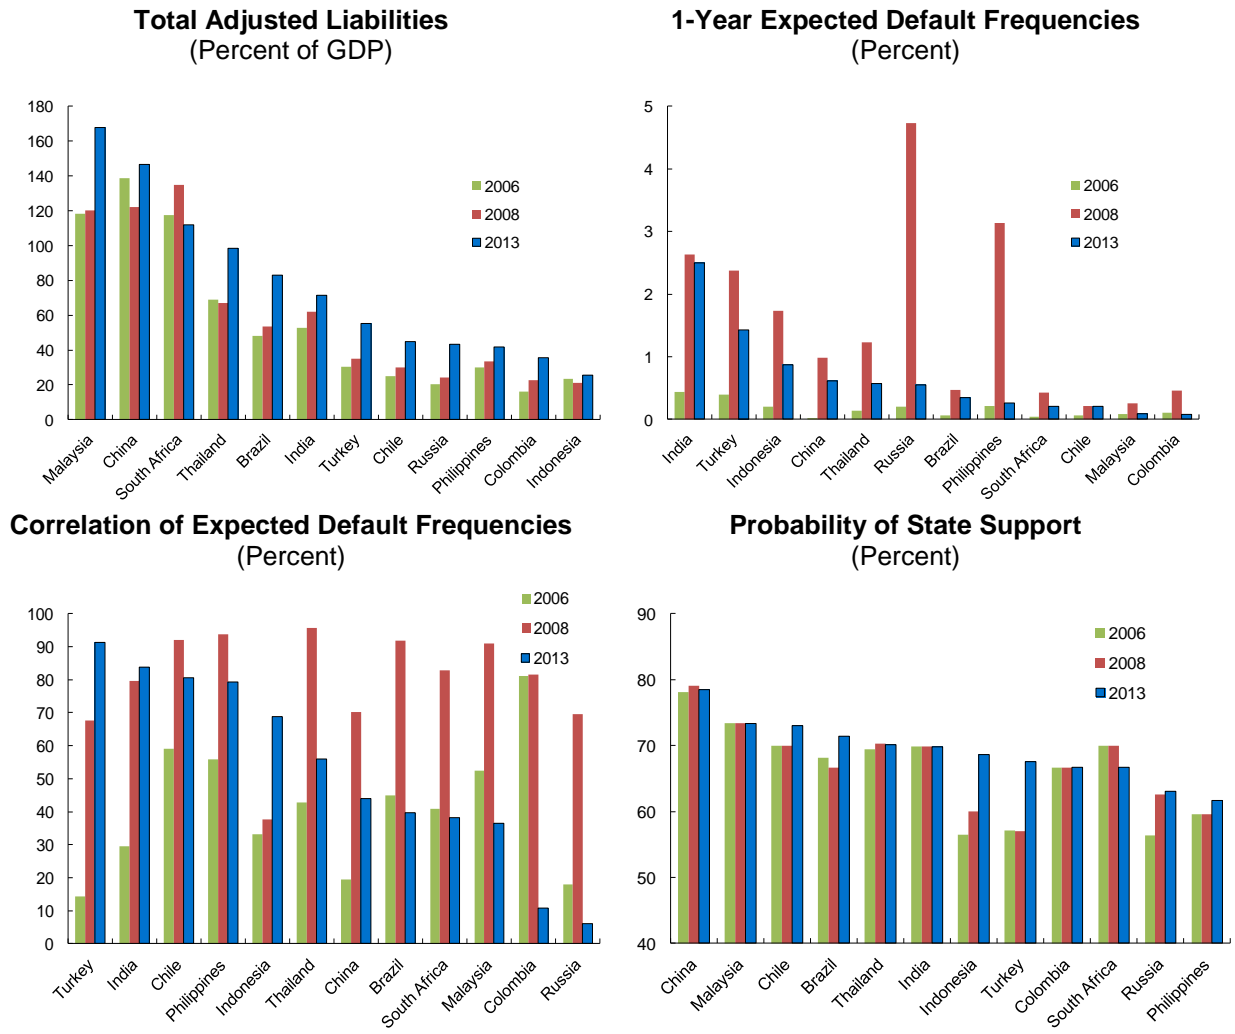 Total Adjusted Liabilities
(Percent of GDP)
180
160
140
120
100
80
60
40
20
0
2006
2008
2013
Malaysia
China
South Africa
Thailand
Brazil
India
Turkey
Chile
Russia
Philippines
Colombia
Indonesia
1-Year Expected Default Frequencies
(Percent)
5
4
3
2
1
0
2006
2008
2013
India
Turkey
Indonesia
China
Thailand
Russia
Brazil
Philippines
South Africa
Chile
Malaysia
Colombia
Correlation of Expected Default Frequencies
(Percent)
100
90
80
70
60
50
40
30
20
10
0
2006
2008
2013
Turkey
India
Chile
Philippines
Indonesia
Thailand
China
Brazil
South Africa
Malaysia
Colombia
Russia
Probability of State Support
(Percent)
90
80
70
60
50
40
2006
2008
2013
China
Malaysia
Chile
Brazil
Thailand
India
Indonesia
Turkey
Colombia
South Africa
Russia
Philippines